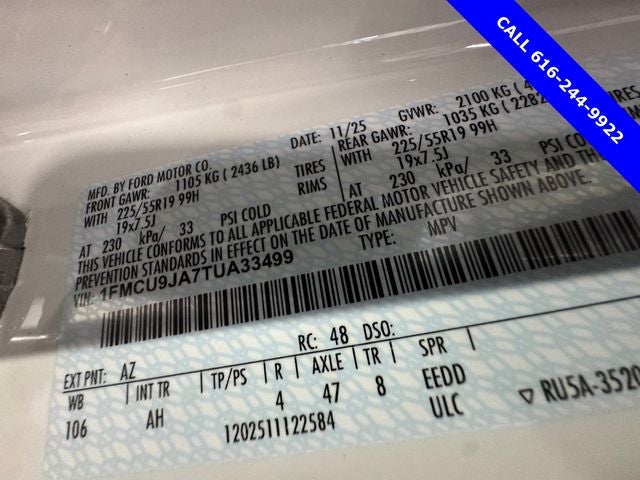 CALL 616-244-9922
MFD. BY FORD MOTOR CO. DATE: 11/25 GVWR: 2100 KG
FRONT GAWR: 1105 KG ( 2436 LB) REAR GAWR: 1035 KG ( 2282
WITH 225/55R19 99H TIRES WITH 225/55R19 99H
19x7.5J RIMS 19x7.5J
AT 230 kPa/ 33 PSI COLD AT 230 kPa/ 33 PSI
THIS VEHICLE CONFORMS TO ALL APPLICABLE FEDERAL MOTOR VEHICLE SAFETY AND
PREVENTION STANDARDS IN EFFECT ON THE DATE OF MANUFACTURE SHOWN ABOVE.
VIN: 1FMCU9JA7TUA33499 TYPE: MPV
EXT PNT: AZ RC: 48 DSO:
WB INT TR TP/PS R AXLE TR SPR
106 AH 4 47 8 EEDD
1202511122584 ULC RU5A-3520